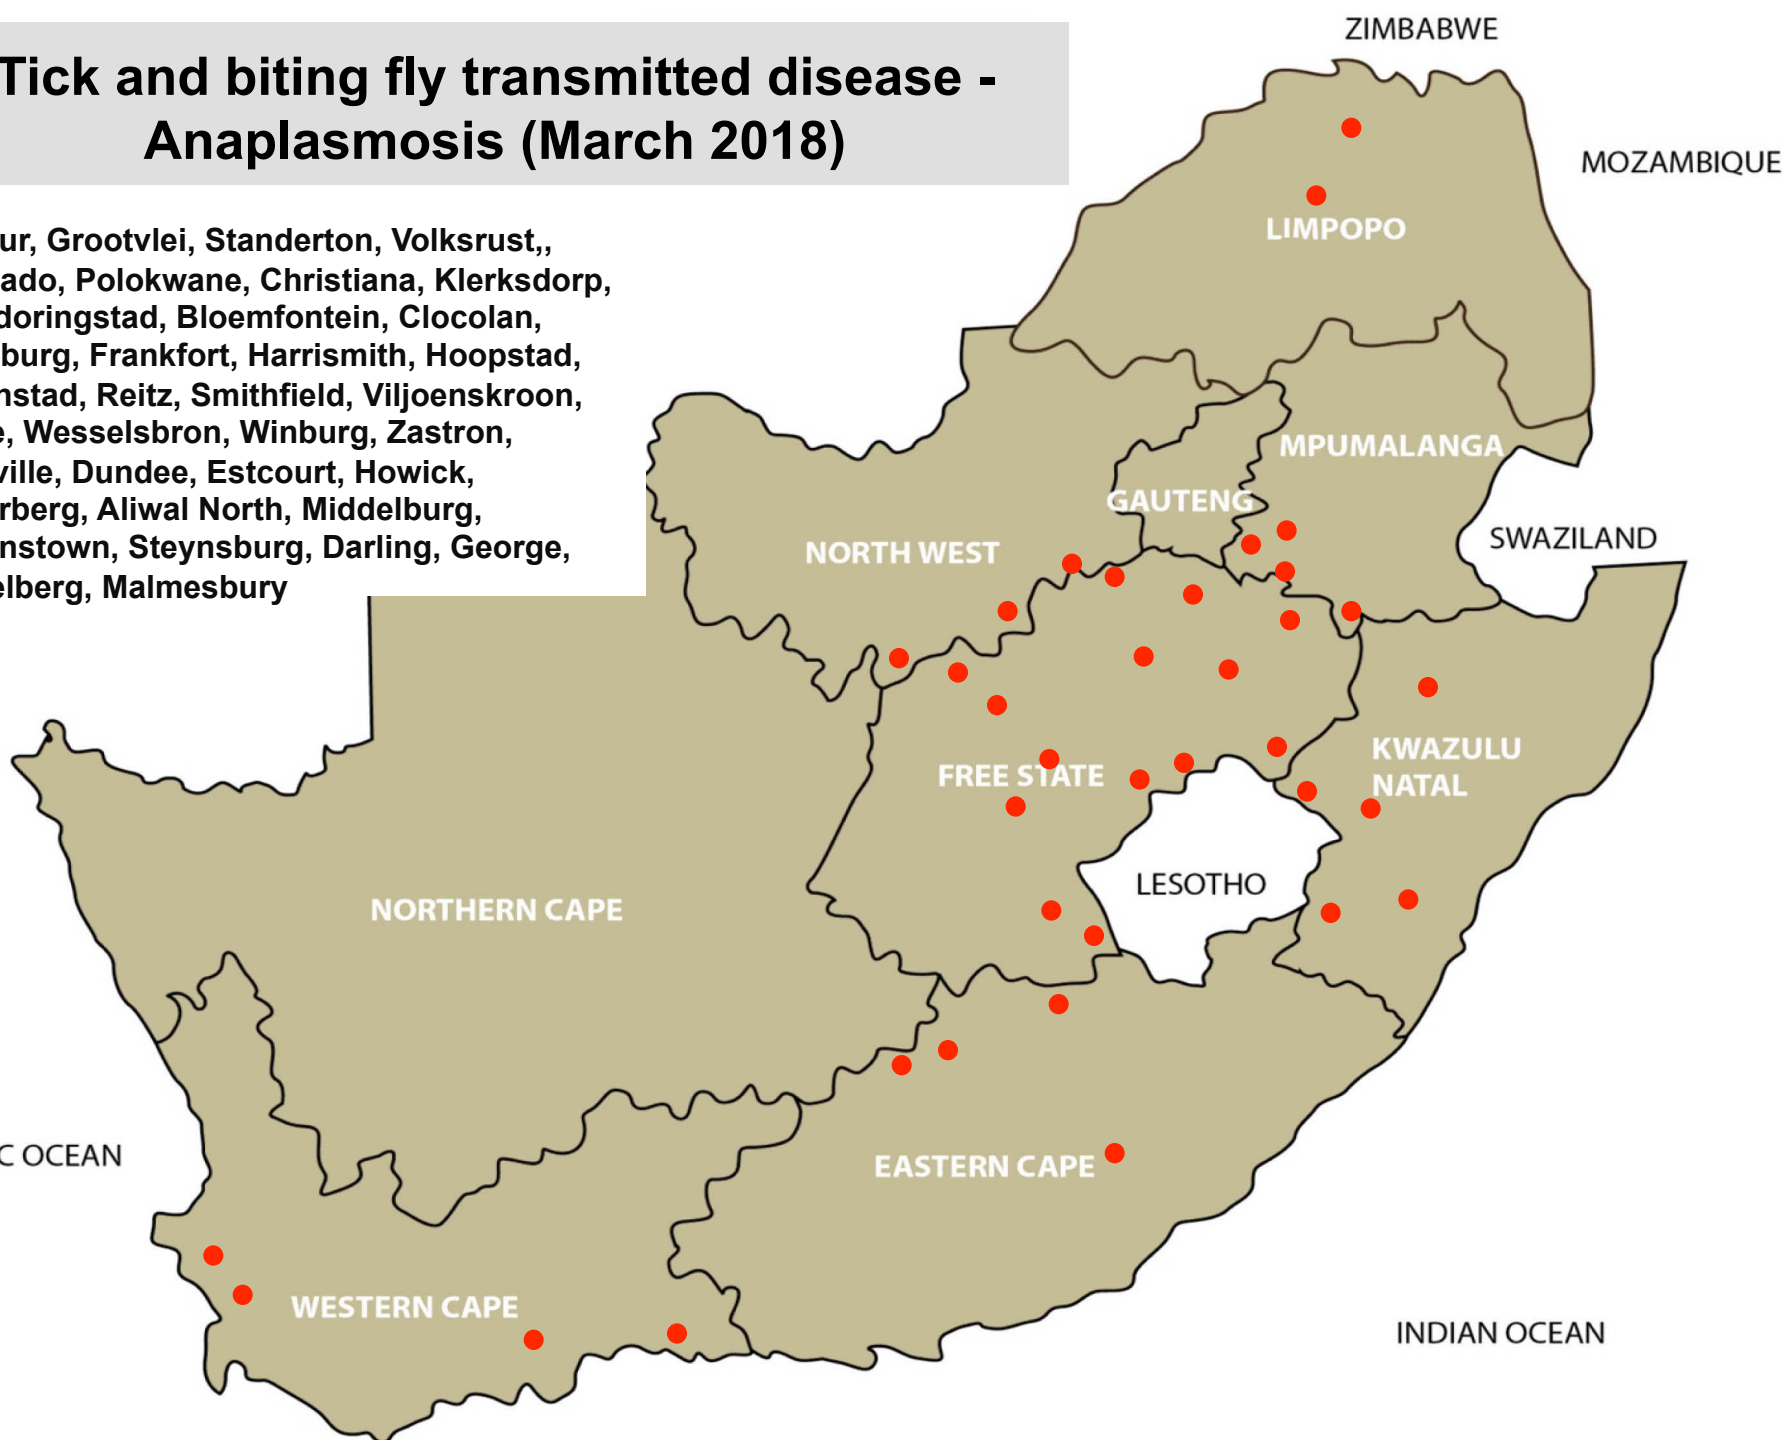 Tick and biting fly transmitted disease -
Anaplasmosis (March 2018)
ur, Grootvlei, Standerton, Volksrust,,
ado, Polokwane, Christiana, Klerksdorp,
doringstad, Bloemfontein, Clocolan,
burg, Frankfort, Harrismith, Hoopstad,
nstad, Reitz, Smithfield, Viljoenskroon,
e, Wesselsbron, Winburg, Zastron,
ville, Dundee, Estcourt, Howick,
rberg, Aliwal North, Middelburg,
nstown, Steynsburg, Darling, George,
elberg, Malmesbury
ZIMBABWE
MOZAMBIQUE
LIMPOPO
MPUMALANGA
GAUTENG
NORTH WEST
SWAZILAND
KWAZULU
NATAL
FREE STATE
LESOTHO
NORTHERN CAPE
C OCEAN
EASTERN CAPE
WESTERN CAPE
INDIAN OCEAN